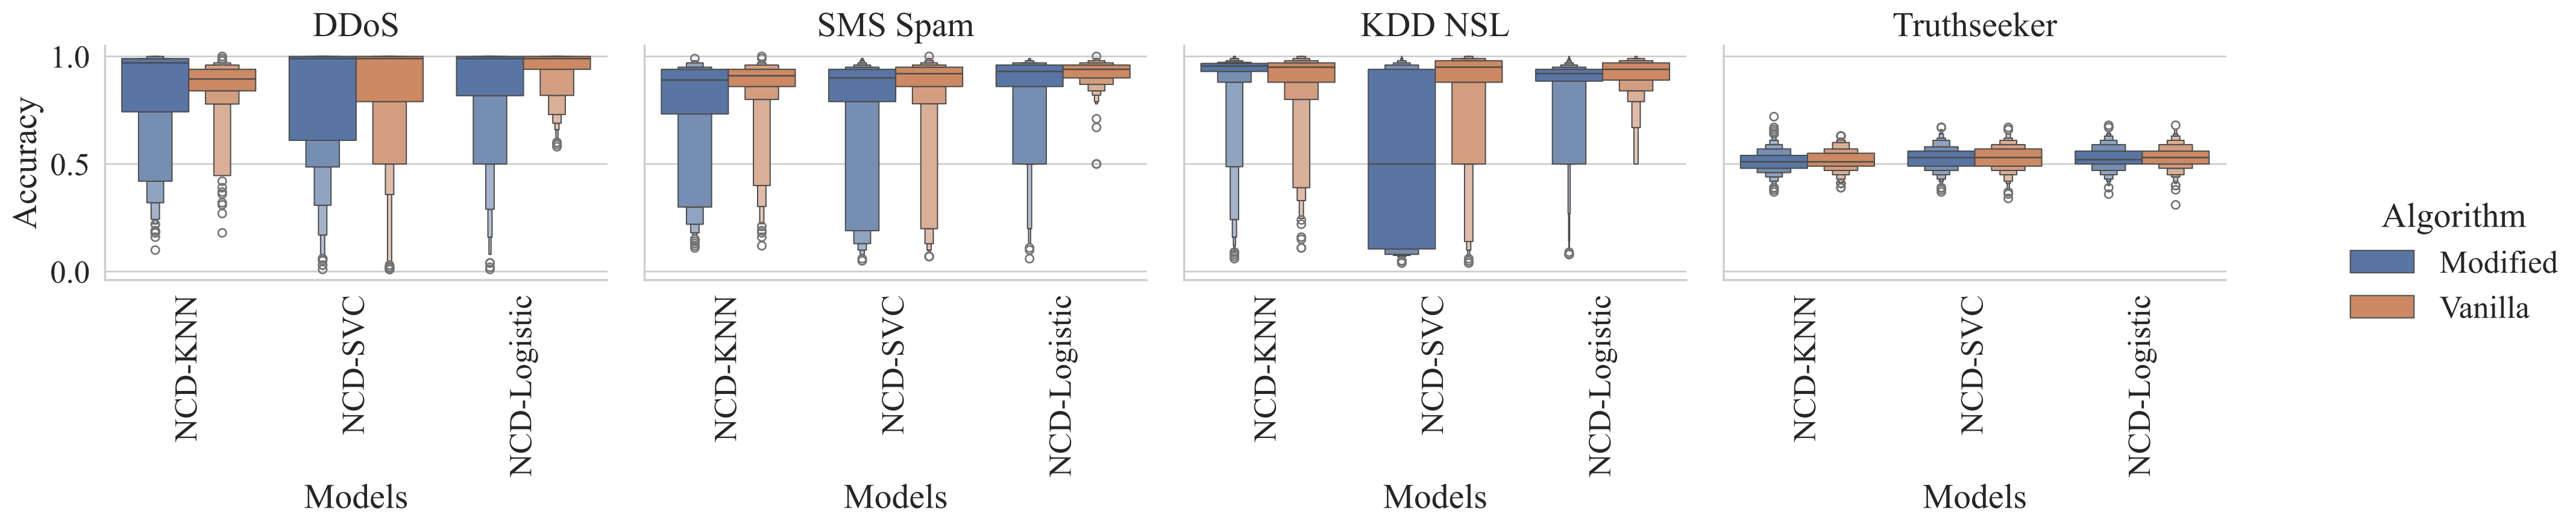 DDoS
SMS Spam
KDD NSL
Truthseeker
Accuracy
1.0
0.5
0.0
NCD-KNN
NCD-SVC
NCD-Logistic
Models
NCD-KNN
NCD-SVC
NCD-Logistic
Models
NCD-KNN
NCD-SVC
NCD-Logistic
Models
NCD-KNN
NCD-SVC
NCD-Logistic
Models
Algorithm
Modified
Vanilla